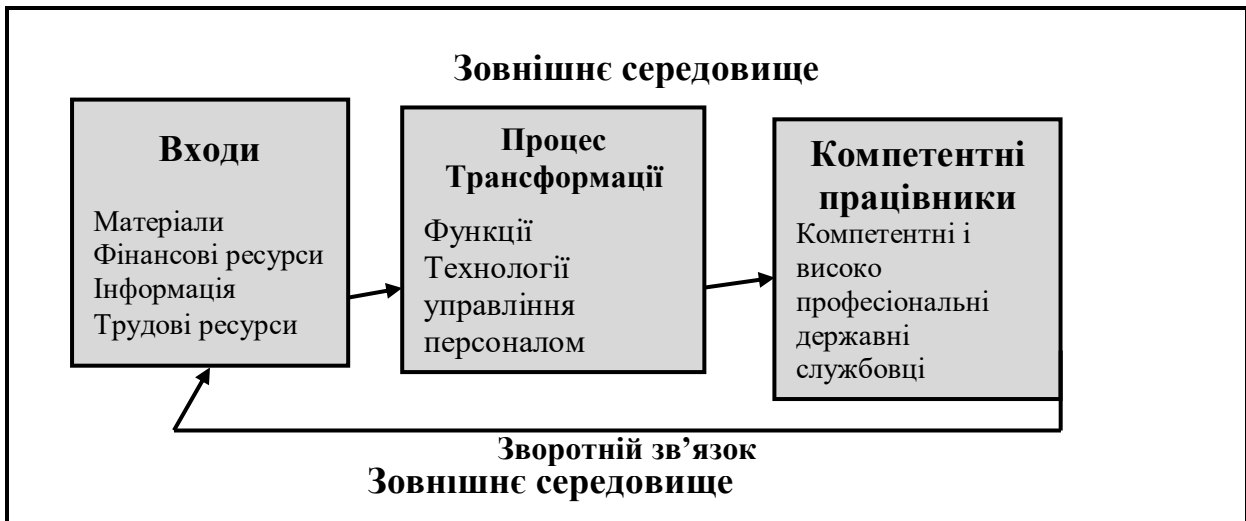 Зовнішнє середовище
Входи
Матеріали
Фінансові ресурси
Інформація
Трудові ресурси
Процес
Трансформації
Функції
Технології
управління
персоналом
Компетентні
працівники
Компетентні і
високо
професіональні
державні
службовці
Зворотній зв’язок
Зовнішнє середовище